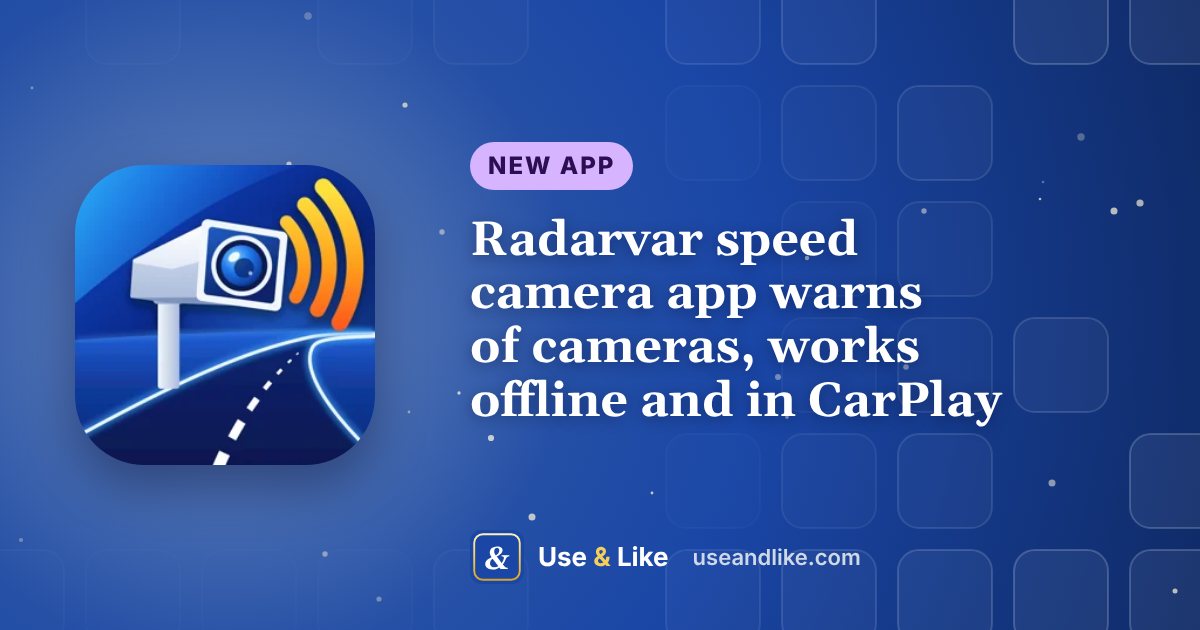 NEW APP
Radarvar speed
camera app warns
of cameras, works
offline and in CarPlay
& Use & Like useandlike.com